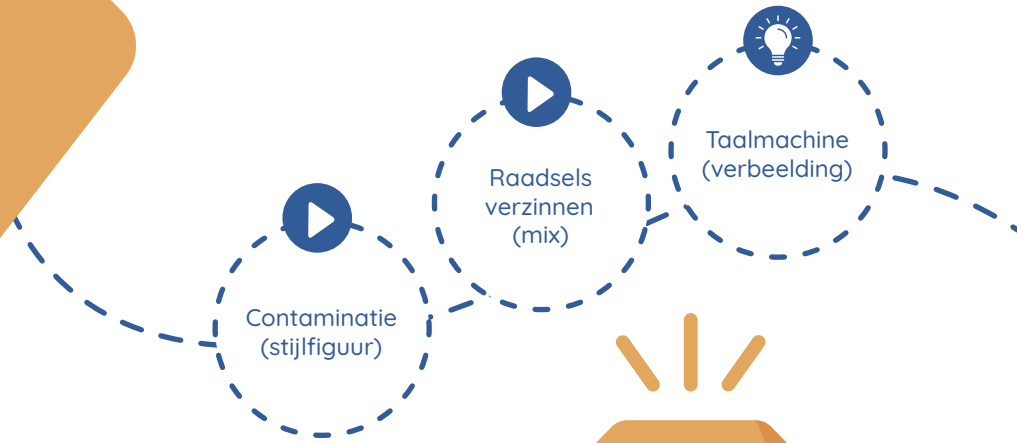 Contaminatie
(stijlfiguur)
Raadsels
verzinnen
(mix)
Taalmachine
(verbeelding)